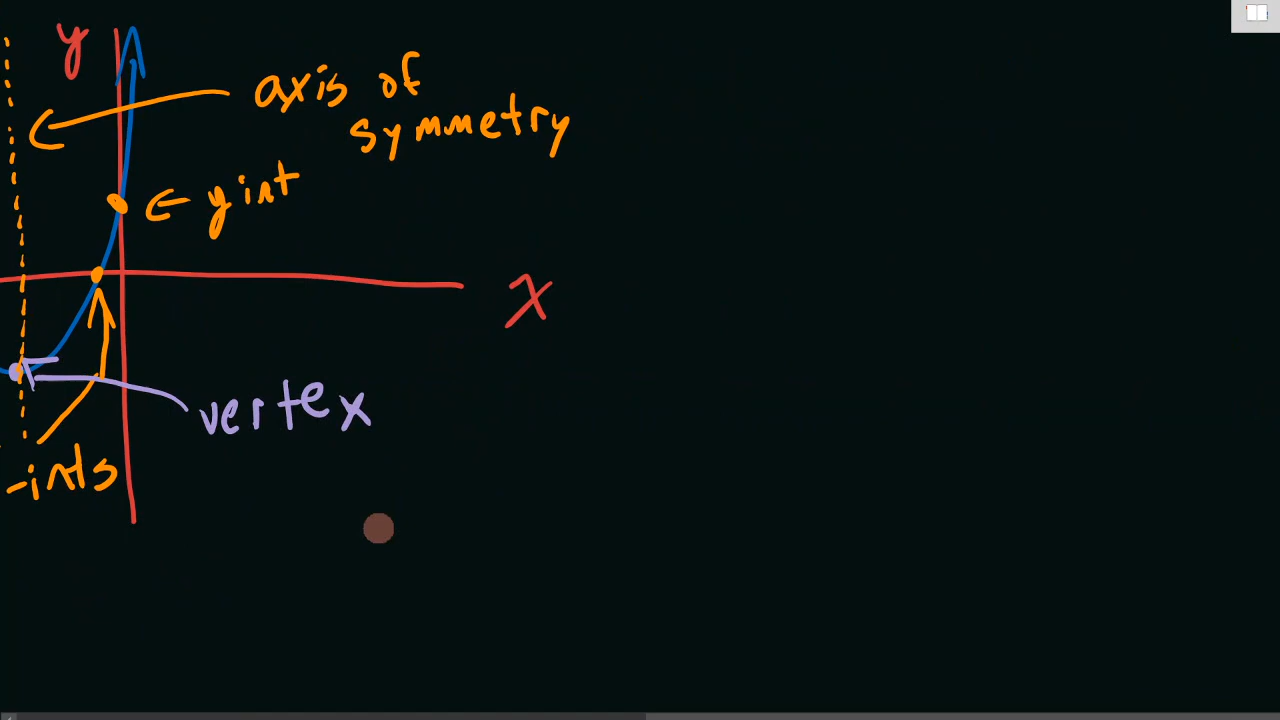 y
axis of
symmetry
y int
x
vertex
-ints